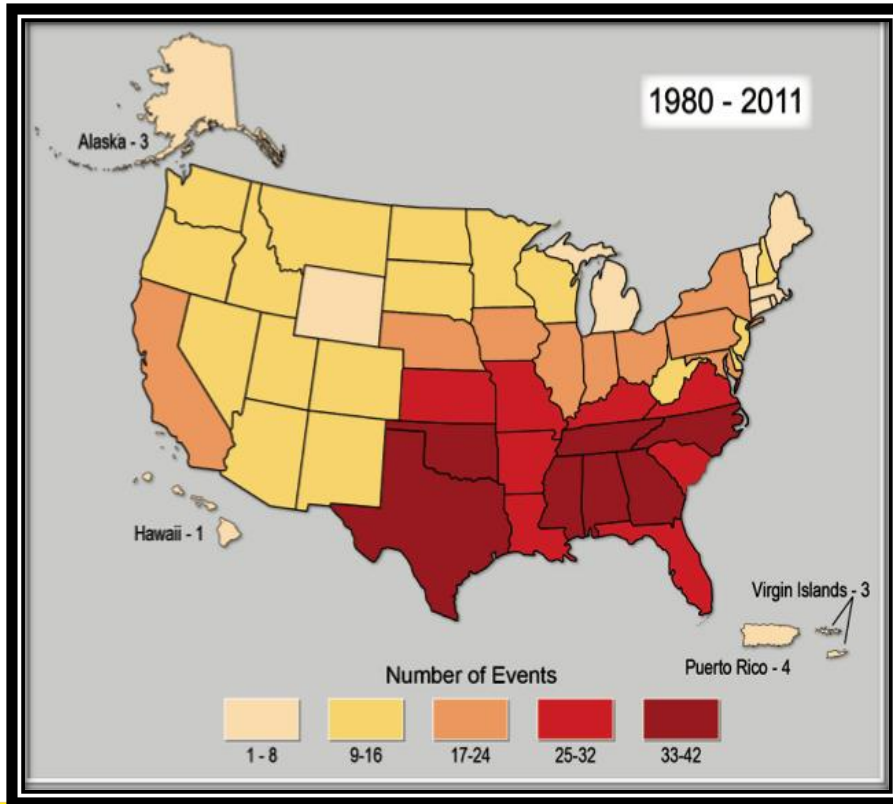 1980 - 2011
Alaska - 3
Hawaii - 1
Virgin Islands - 3
Puerto Rico - 4
Number of Events
1 - 8
9-16
17-24
25-32
33-42